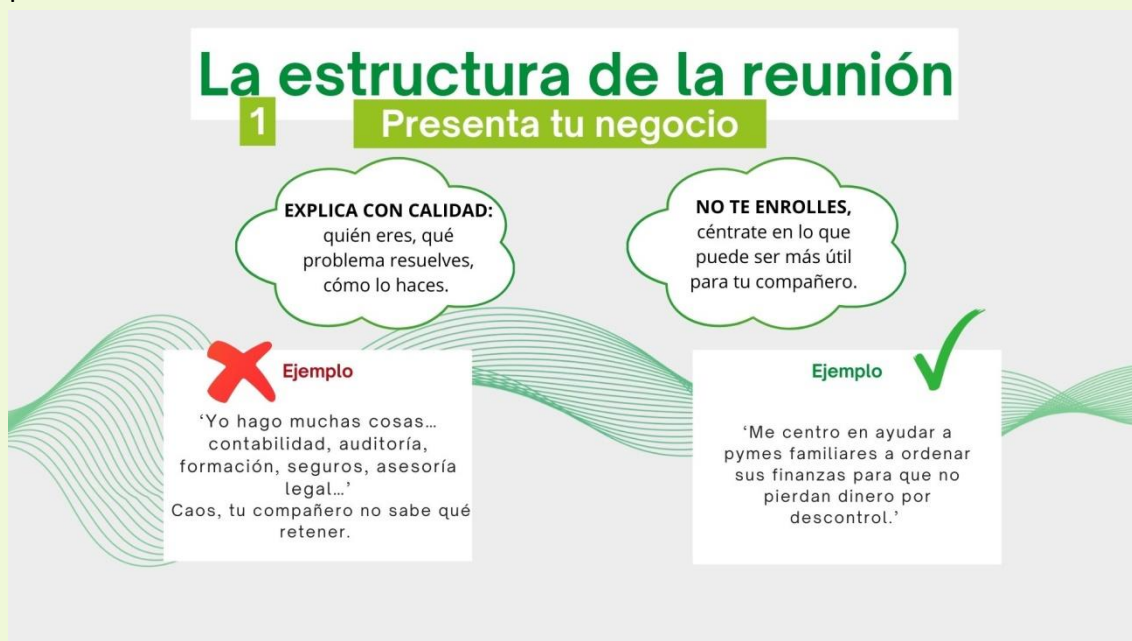 La estructura de la reunión
1
Presenta tu negocio
EXPLICA CON CALIDAD:
quién eres, qué
problema resuelves,
cómo lo haces.
NO TE ENROLLES,
céntrate en lo que
puede ser más útil
para tu compañero.
Ejemplo
‘Yo hago muchas cosas…
contabilidad, auditoría,
formación, seguros, asesoría
legal…’
Caos, tu compañero no sabe qué
retener.
Ejemplo
‘Me centro en ayudar a
pymes familiares a ordenar
sus finanzas para que no
pierdan dinero por
descontrol.’